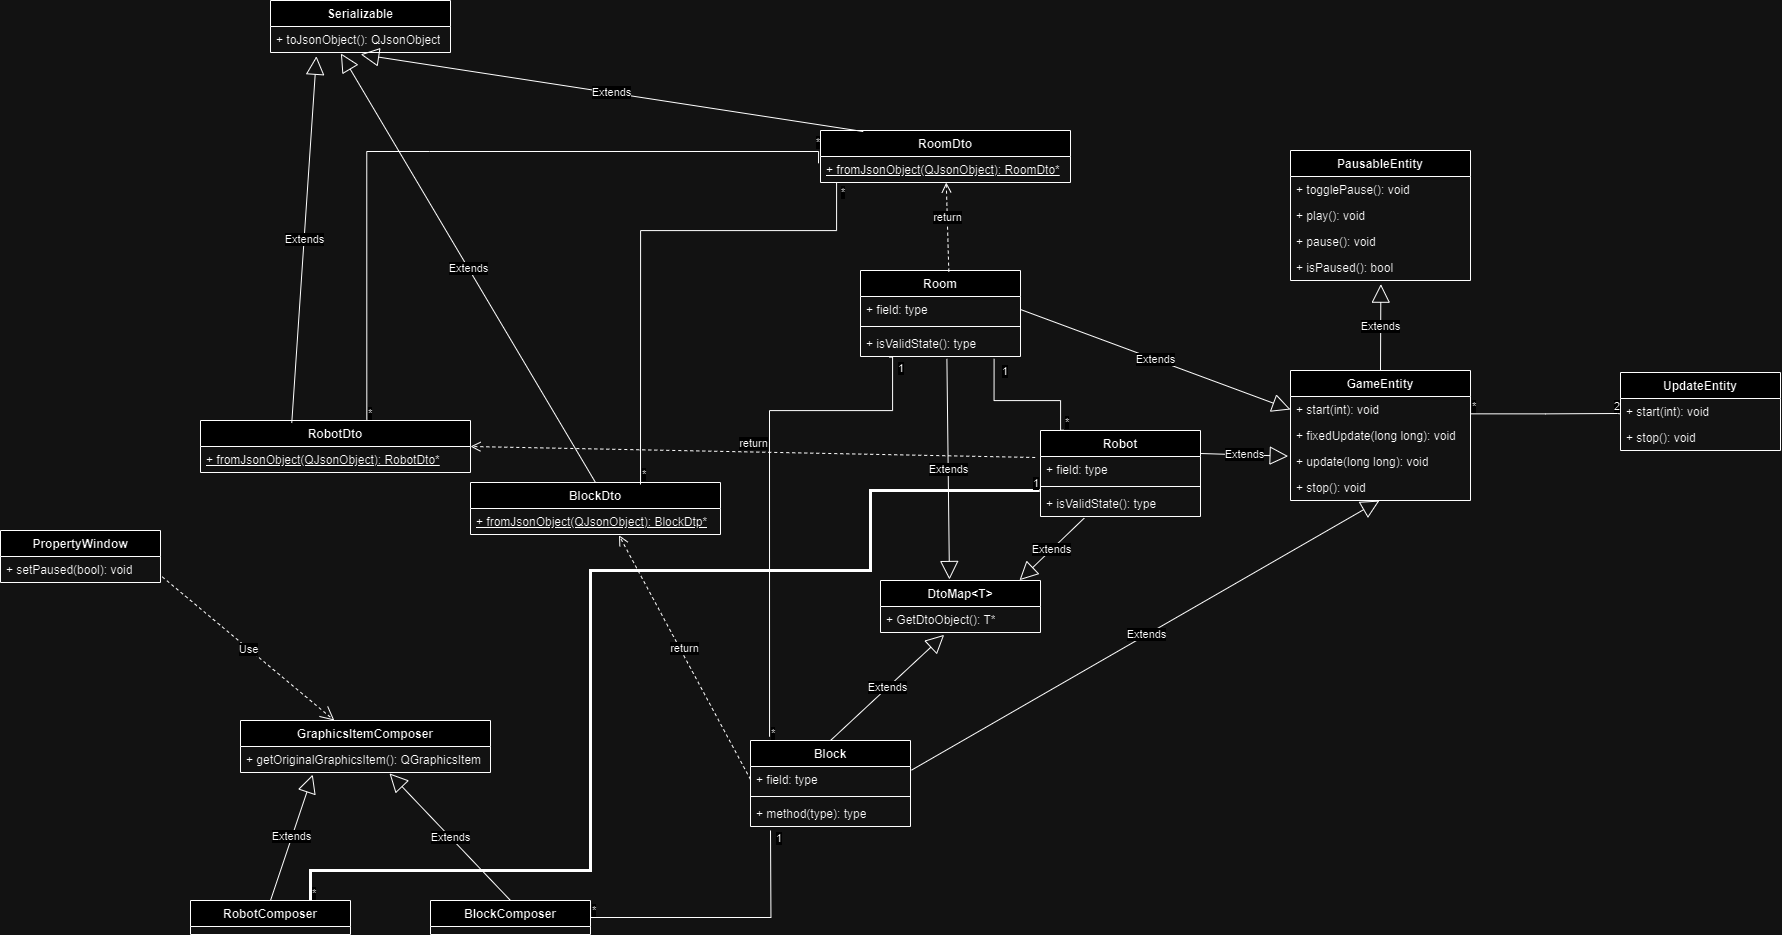 Serializable
+ toJsonObject(): QJsonObject
Extends
RoomDto
+ fromJsonObject(QJsonObject): RoomDto*
*
*
PausableEntity
+ togglePause(): void
+ play(): void
+ pause(): void
+ isPaused(): bool
return
Extends
Extends
Room
+ field: type
+ isValidState(): type
1
1
Extends
Extends
GameEntity
+ start(int): void
+ fixedUpdate(long long): void
+ update(long long): void
+ stop(): void
*
2
UpdateEntity
+ start(int): void
+ stop(): void
*
RobotDto
+ fromJsonObject(QJsonObject): RobotDto*
return
*
Robot
+ field: type
+ isValidState(): type
Extends
Extends
1
*
BlockDto
+ fromJsonObject(QJsonObject): BlockDtp*
PropertyWindow
+ setPaused(bool): void
Extends
DtoMap<T>
+ GetDtoObject(): T*
Use
return
Extends
Extends
GraphicsItemComposer
+ getOriginalGraphicsItem(): QGraphicsItem
*
Block
+ field: type
+ method(type): type
1
Extends
Extends
*
RobotComposer
BlockComposer
*